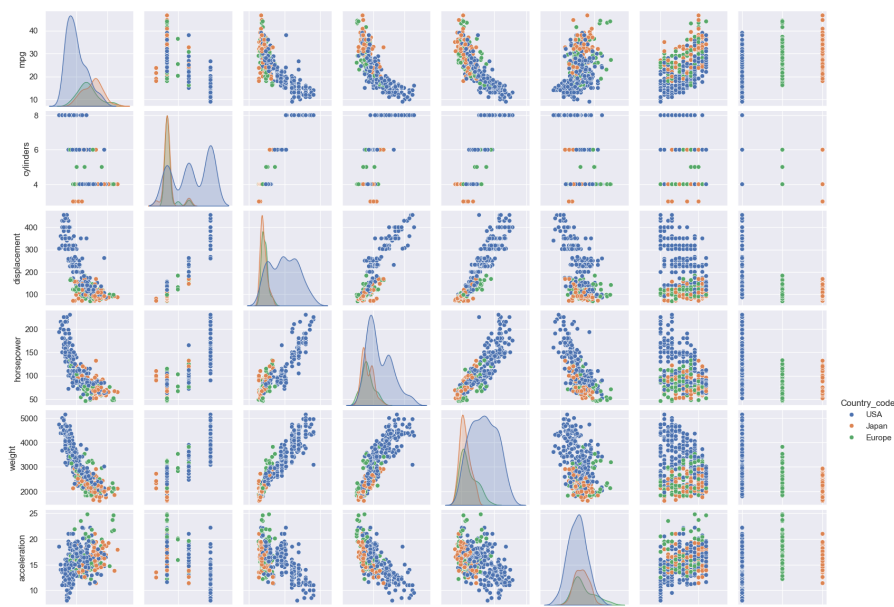 mpg
40
30
20
10
cylinders
8
6
4
displacement
400
300
200
100
horsepower
200
150
100
50
weight
5000
4000
3000
2000
acceleration
25
20
15
10
Country_code
USA
Japan
Europe